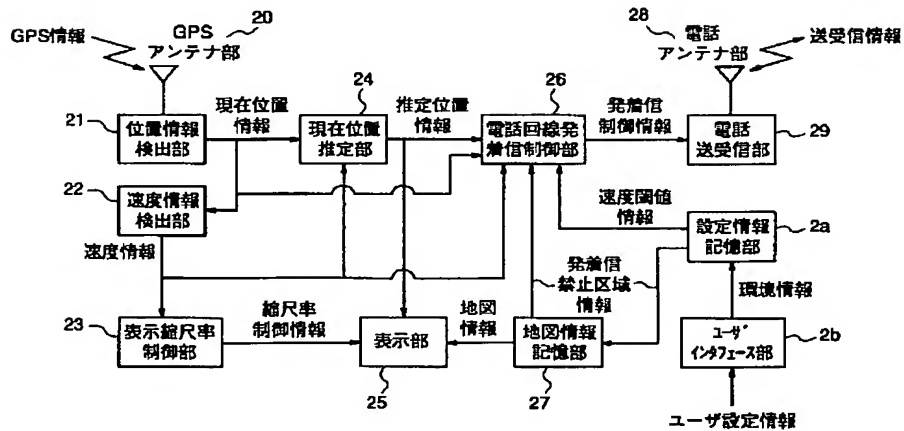 GPS情報
GPS
アンテナ部
20
28
電話
アンテナ部
送受信情報
21
位置情報
検出部
現在位置
情報
24
現在位置
推定部
推定位置
情報
26
電話回線発
着信制御部
発着信
制御情報
電話
送受信部
29
22
速度情報
検出部
速度情報
速度閾値
情報
設定情報
記憶部
2a
発着信
禁止区域
情報
環境情報
23
表示縮尺率
制御部
縮尺率
制御情報
表示部
25
地図
情報
地図情報
記憶部
27
ユーザ
インタフェース部
2b
ユーザ設定情報